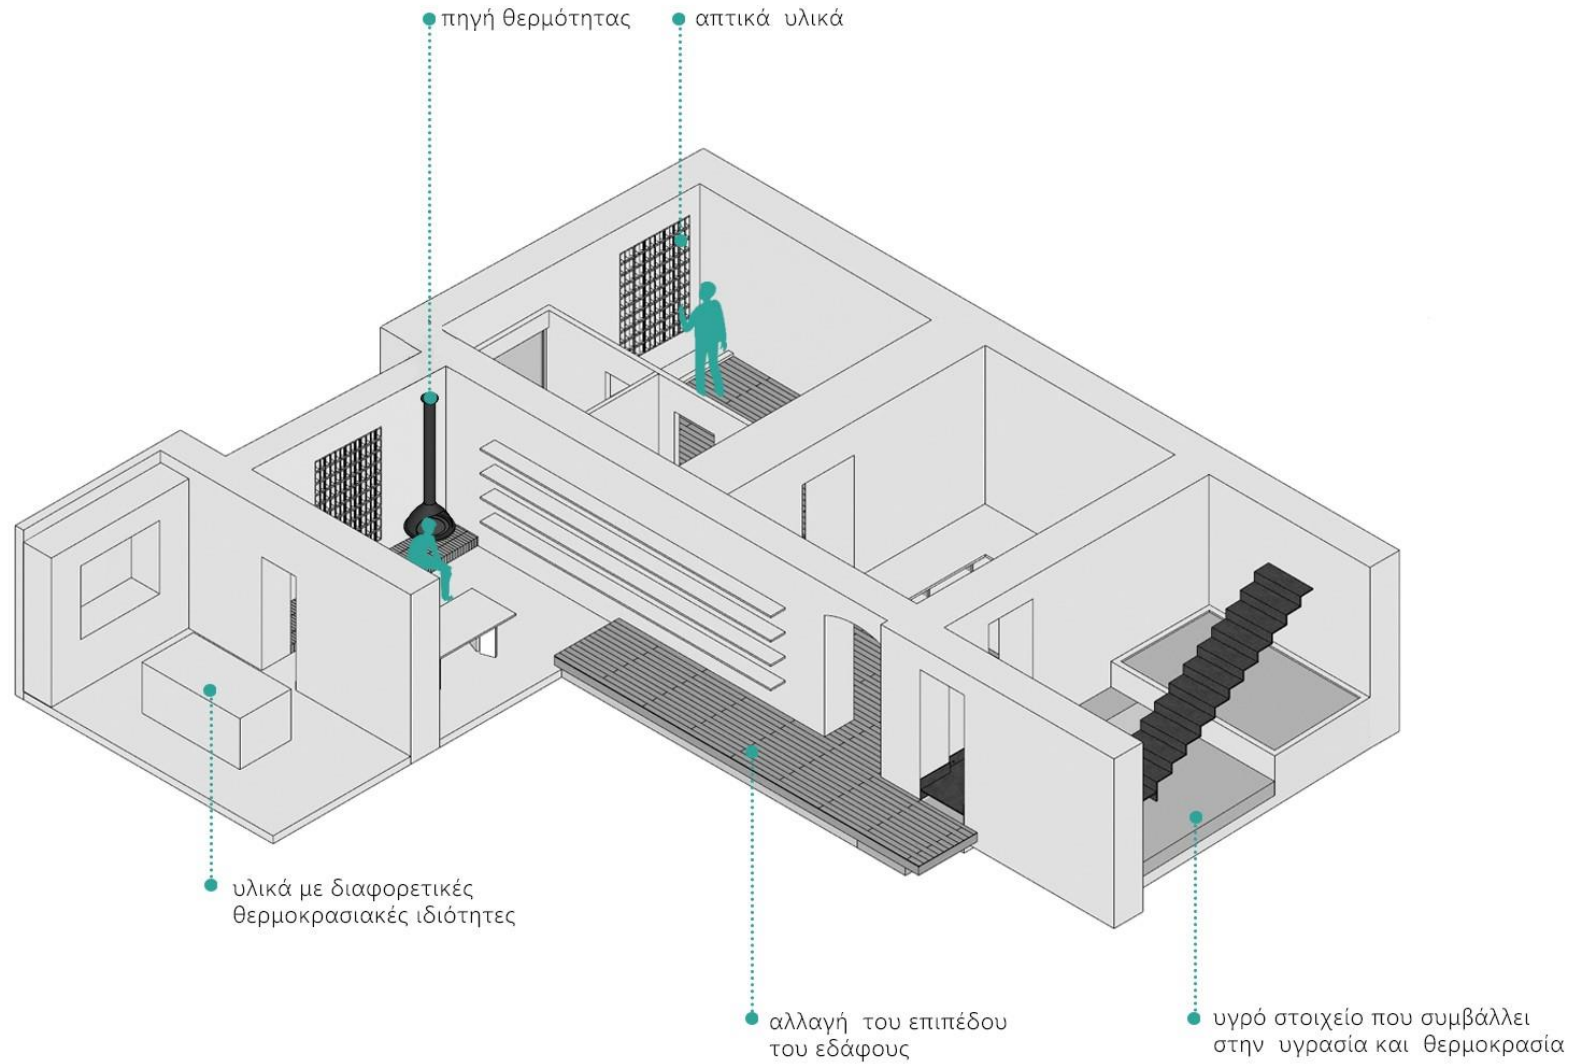 πηγή θερμότητας
απτικά υλικά
υλικά με διαφορετικές
θερμοκρασιακές ιδιότητες
αλλαγή του επιπέδου
του εδάφους
υγρό στοιχείο που συμβάλλει
στην υγρασία και θερμοκρασία